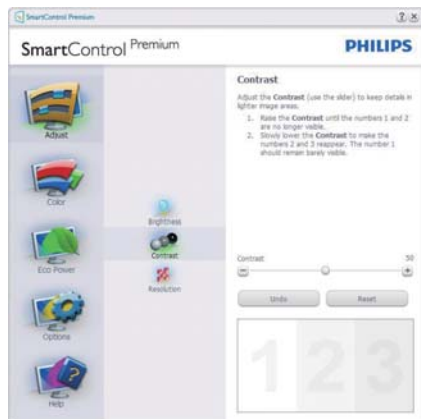 SmartControl Premium
SmartControl Premium
PHILIPS
Adjust
Color
Eco Power
Options
Help
Brightness
Contrast
Resolution
Contrast
Adjust the Contrast (use the slider) to keep details in
lighter image areas.
1. Raise the Contrast until the numbers 1 and 2
are no longer visible.
2. Slowly lower the Contrast to make the
numbers 2 and 3 reappear. The number 1
should remain barely visible.
Contrast 50
Undo Reset
1 2 3